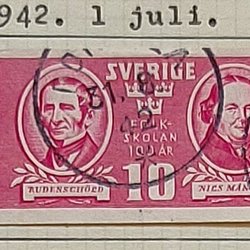 942. 1 juli.
SVERIGE
FOLK-
SKOLAN
100 ÅR
RUDENSCHÖLD
10
NILS MÅN